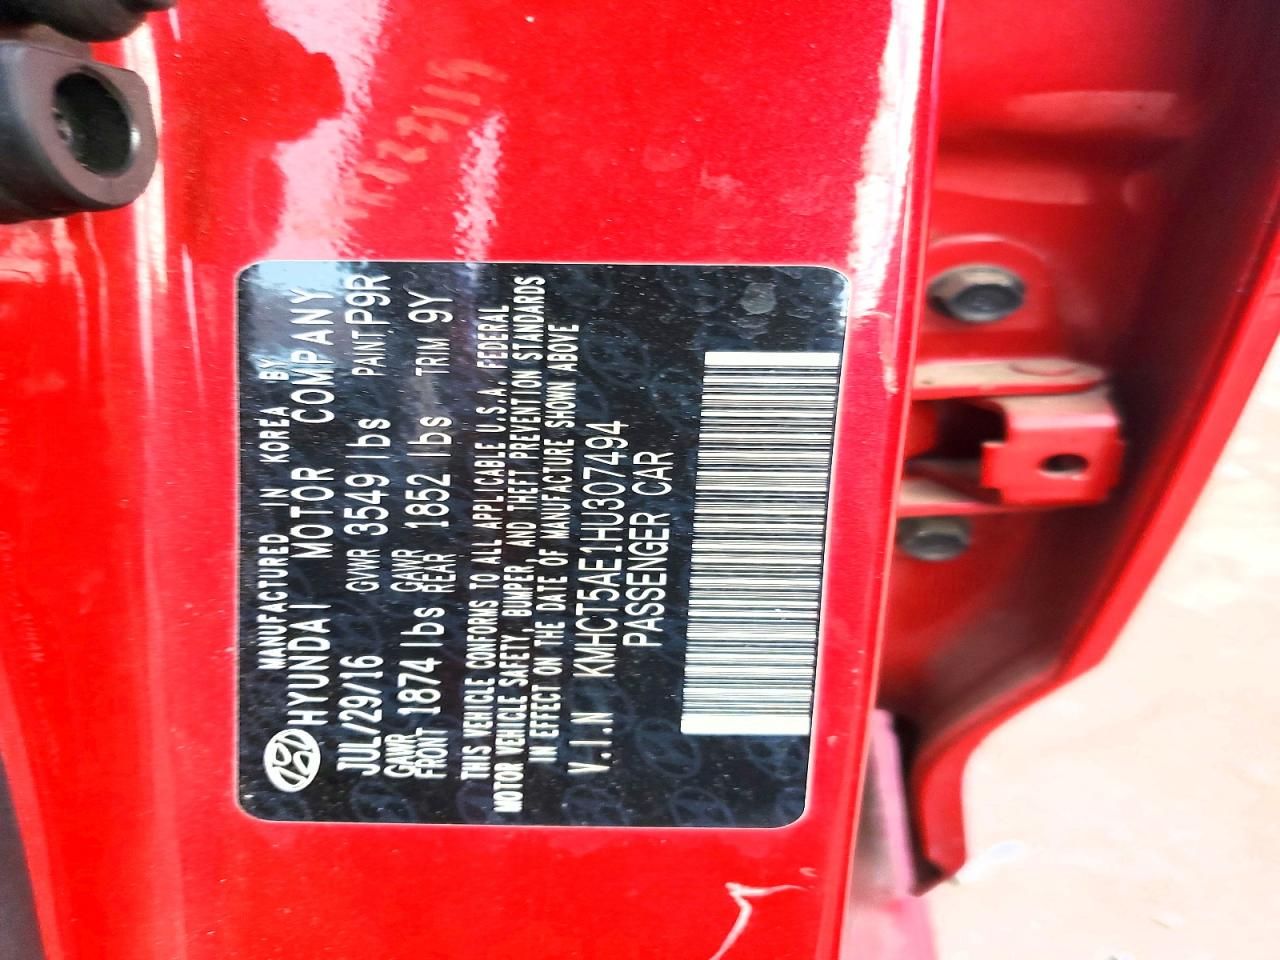 MANUFACTURED IN KOREA BY
HYUNDAI MOTOR COMPANY
JUL/29/16 GVWR 3549 lbs PAINT P9R
GAWR FRONT 1874 lbs GAWR REAR 1852 lbs TRIM 9Y
THIS VEHICLE CONFORMS TO ALL APPLICABLE U.S.A. FEDERAL
MOTOR VEHICLE SAFETY, BUMPER, AND THEFT PREVENTION STANDARDS
IN EFFECT ON THE DATE OF MANUFACTURE SHOWN ABOVE
V.I.N KMHCT5AE1HU307494
PASSENGER CAR